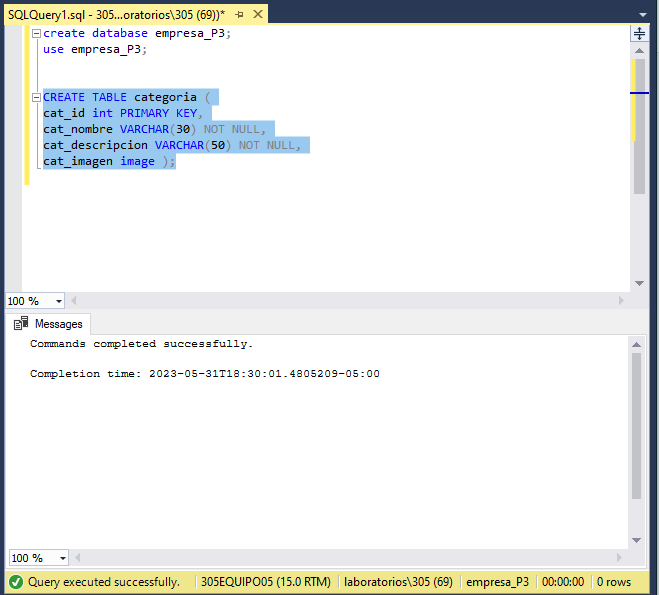 SQLQuery1.sql - 305...oratorios\305 (69))*
create database empresa_P3;
use empresa_P3;
CREATE TABLE categoria (
cat_id int PRIMARY KEY,
cat_nombre VARCHAR(30) NOT NULL,
cat_descripcion VARCHAR(50) NOT NULL,
cat_imagen image );
100 %
Messages
Commands completed successfully.
Completion time: 2023-05-31T18:30:01.4805209-05:00
100 %
Query executed successfully. 305EQUIPO05 (15.0 RTM) laboratorios\305 (69) empresa_P3 00:00:00 0 rows